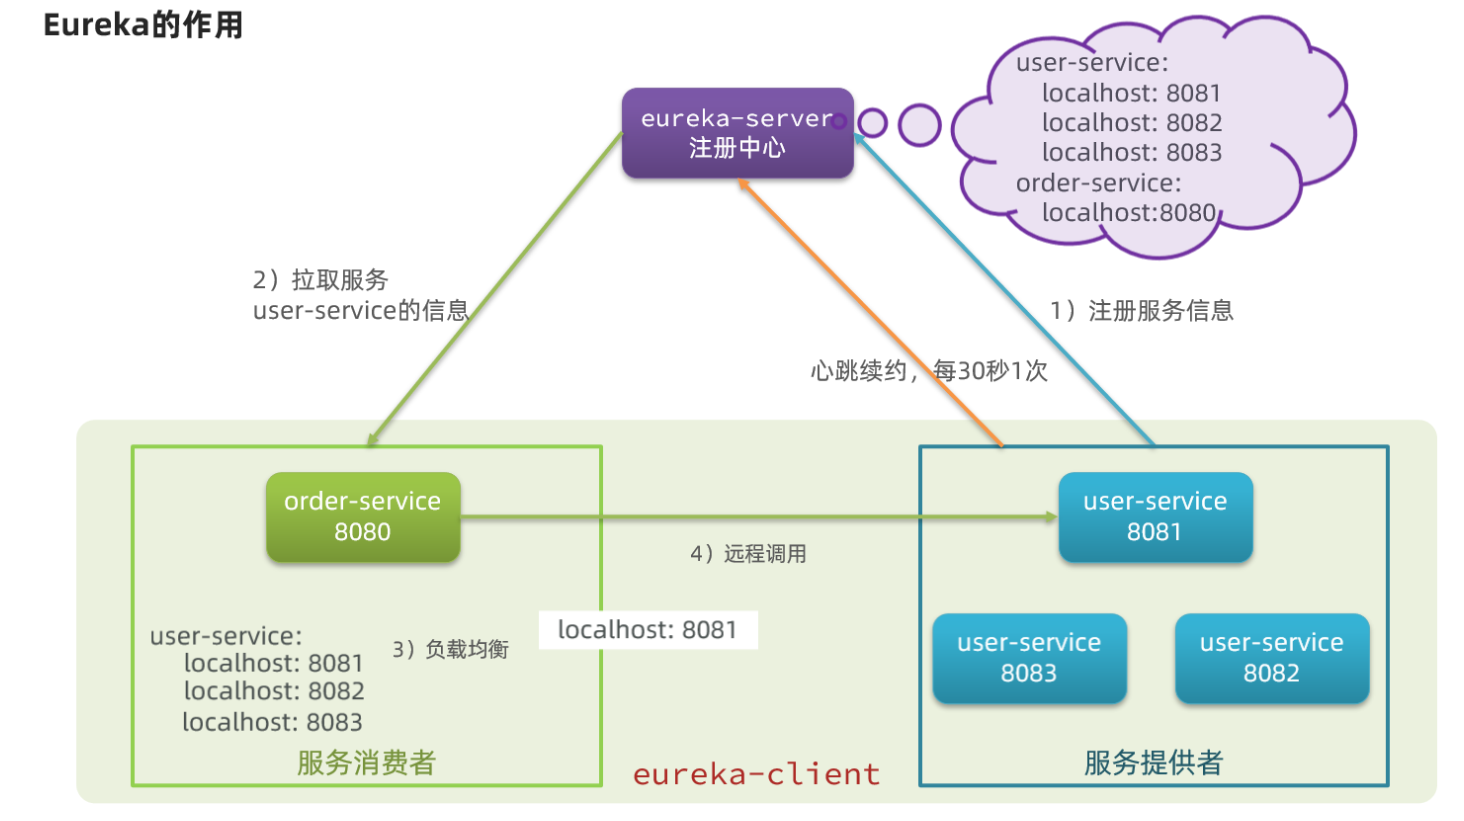 Eureka的作用
eureka-server
注册中心
user-service:
localhost: 8081
localhost: 8082
localhost: 8083
order-service:
localhost:8080
2）拉取服务
user-service的信息
1）注册服务信息
心跳续约，每30秒1次
order-service
8080
user-service
8081
4）远程调用
user-service:
localhost: 8081
localhost: 8082
localhost: 8083
3）负载均衡
localhost: 8081
user-service
8083
user-service
8082
服务消费者
eureka-client
服务提供者